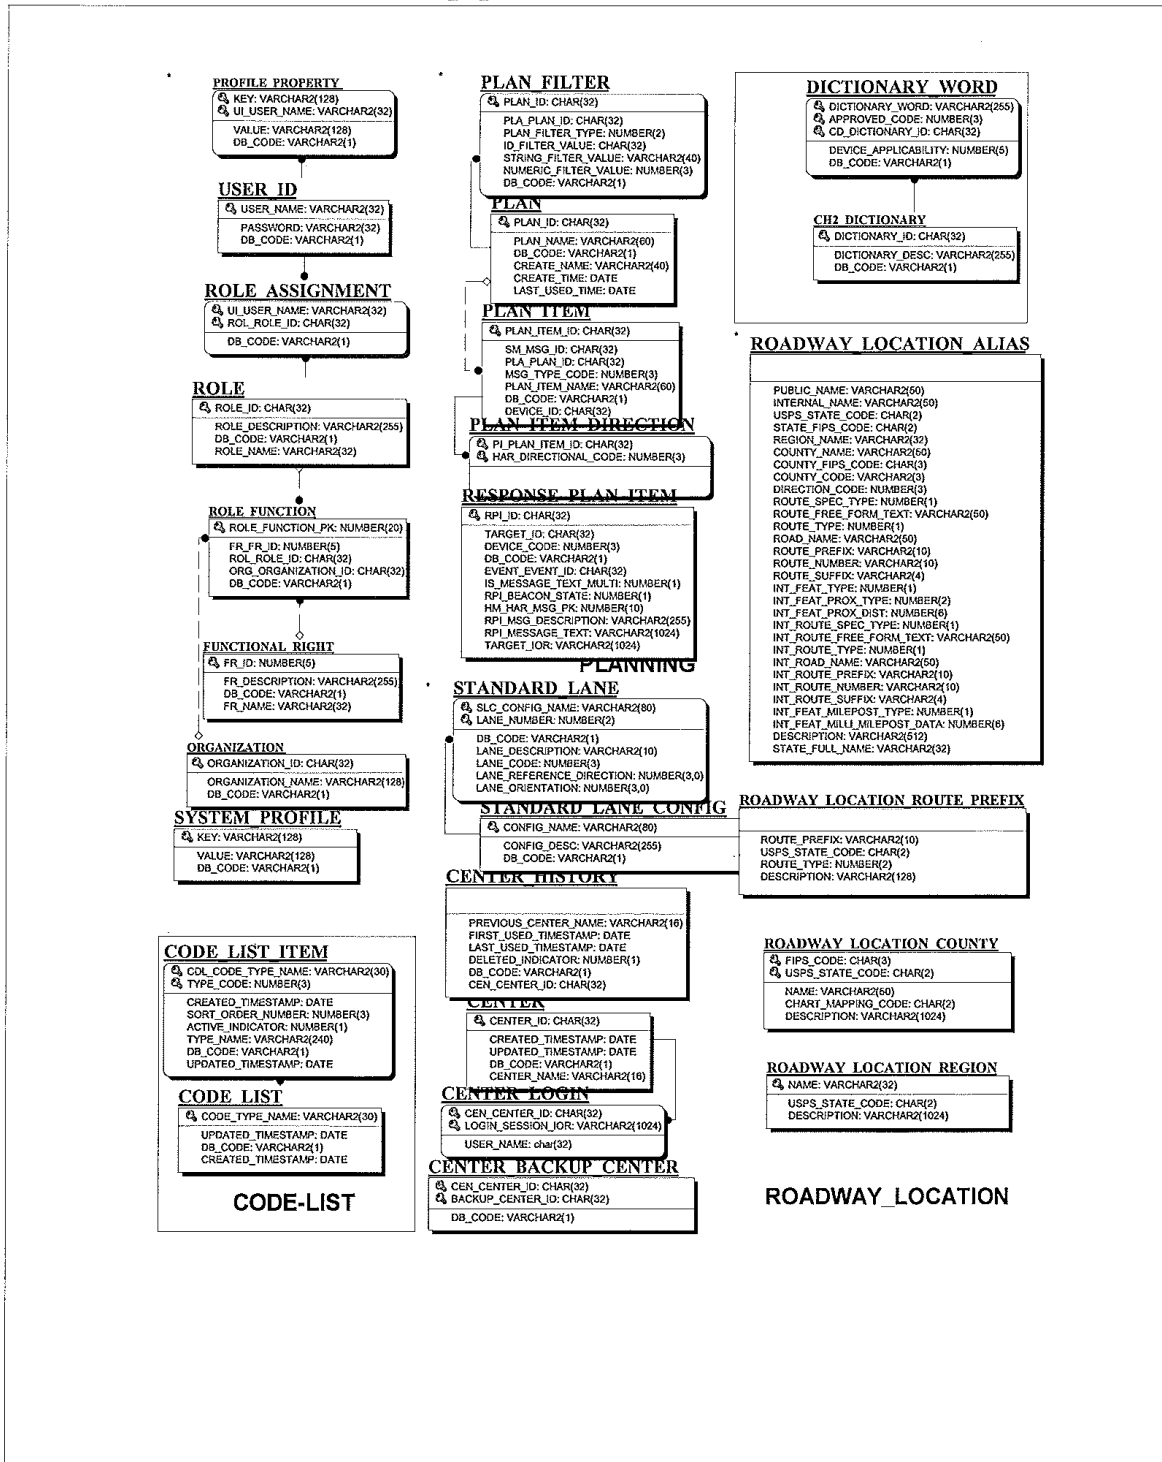 PROFILE_PROPERTY
KEY: VARCHAR2(128)
UI_USER_NAME: VARCHAR2(32)
VALUE: VARCHAR2(128)
DB_CODE: VARCHAR2(1)
USER_ID
USER_NAME: VARCHAR2(32)
PASSWORD: VARCHAR2(32)
DB_CODE: VARCHAR2(1)
ROLE_ASSIGNMENT
UI_USER_NAME: VARCHAR2(32)
ROL_ROLE_ID: CHAR(32)
DB_CODE: VARCHAR2(1)
ROLE
ROLE_ID: CHAR(32)
ROLE_DESCRIPTION: VARCHAR2(255)
DB_CODE: VARCHAR2(1)
ROLE_NAME: VARCHAR2(32)
ROLE_FUNCTION
ROLE_FUNCTION_PK: NUMBER(20)
FR_FR_ID: NUMBER(5)
ROL_ROLE_ID: CHAR(32)
ORG_ORGANIZATION_ID: CHAR(32)
DB_CODE: VARCHAR2(1)
FUNCTIONAL_RIGHT
FR_ID: NUMBER(5)
FR_DESCRIPTION: VARCHAR2(255)
DB_CODE: VARCHAR2(1)
FR_NAME: VARCHAR2(32)
ORGANIZATION
ORGANIZATION_ID: CHAR(32)
ORGANIZATION_NAME: VARCHAR2(128)
DB_CODE: VARCHAR2(1)
SYSTEM_PROFILE
KEY: VARCHAR2(128)
VALUE: VARCHAR2(128)
DB_CODE: VARCHAR2(1)
CODE_LIST_ITEM
CDL_CODE_TYPE_NAME: VARCHAR2(30)
TYPE_CODE: NUMBER(3)
CREATED_TIMESTAMP: DATE
SORT_ORDER_NUMBER: NUMBER(3)
ACTIVE_INDICATOR: NUMBER(1)
TYPE_NAME: VARCHAR2(240)
DB_CODE: VARCHAR2(1)
UPDATED_TIMESTAMP: DATE
CODE_LIST
CODE_TYPE_NAME: VARCHAR2(30)
UPDATED_TIMESTAMP: DATE
DB_CODE: VARCHAR2(1)
CREATED_TIMESTAMP: DATE
CODE-LIST
PLAN_FILTER
PLAN_ID: CHAR(32)
PLA_PLAN_ID: CHAR(32)
PLAN_FILTER_TYPE: NUMBER(2)
ID_FILTER_VALUE: CHAR(32)
STRING_FILTER_VALUE: VARCHAR2(40)
NUMERIC_FILTER_VALUE: NUMBER(3)
DB_CODE: VARCHAR2(1)
PLAN
PLAN_ID: CHAR(32)
PLAN_NAME: VARCHAR2(60)
DB_CODE: VARCHAR2(1)
CREATE_NAME: VARCHAR2(40)
CREATE_TIME: DATE
LAST_USED_TIME: DATE
PLAN_ITEM
PLAN_ITEM_ID: CHAR(32)
SM_MSG_ID: CHAR(32)
PLA_PLAN_ID: CHAR(32)
MSG_TYPE_CODE: NUMBER(3)
PLAN_ITEM_NAME: VARCHAR2(60)
DB_CODE: VARCHAR2(1)
DEVICE_ID: CHAR(32)
PLAN_ITEM_DIRECTION
PI_PLAN_ITEM_ID: CHAR(32)
HAR_DIRECTIONAL_CODE: NUMBER(3)
RESPONSE_PLAN_ITEM
RPI_ID: CHAR(32)
TARGET_ID: CHAR(32)
DEVICE_CODE: NUMBER(3)
DB_CODE: VARCHAR2(1)
EVENT_EVENT_ID: CHAR(32)
IS_MESSAGE_TEXT_MULTI: NUMBER(1)
RPI_BEACON_STATE: NUMBER(1)
HM_HAR_MSG_PK: NUMBER(10)
RPI_MSG_DESCRIPTION: VARCHAR2(255)
RPI_MESSAGE_TEXT: VARCHAR2(1024)
TARGET_IOR: VARCHAR2(1024)
PLANNING
STANDARD_LANE
SLC_CONFIG_NAME: VARCHAR2(80)
LANE_NUMBER: NUMBER(2)
DB_CODE: VARCHAR2(1)
LANE_DESCRIPTION: VARCHAR2(10)
LANE_CODE: NUMBER(3)
LANE_REFERENCE_DIRECTION: NUMBER(3,0)
LANE_ORIENTATION: NUMBER(3,0)
STANDARD_LANE_CONFIG
CONFIG_NAME: VARCHAR2(80)
CONFIG_DESC: VARCHAR2(255)
DB_CODE: VARCHAR2(1)
CENTER_HISTORY
PREVIOUS_CENTER_NAME: VARCHAR2(16)
FIRST_USED_TIMESTAMP: DATE
LAST_USED_TIMESTAMP: DATE
DELETED_INDICATOR: NUMBER(1)
DB_CODE: VARCHAR2(1)
CEN_CENTER_ID: CHAR(32)
CENTER
CENTER_ID: CHAR(32)
CREATED_TIMESTAMP: DATE
UPDATED_TIMESTAMP: DATE
DB_CODE: VARCHAR2(1)
CENTER_NAME: VARCHAR2(16)
CENTER_LOGIN
CEN_CENTER_ID: CHAR(32)
LOGIN_SESSION_IOR: VARCHAR2(1024)
USER_NAME: char(32)
CENTER_BACKUP_CENTER
CEN_CENTER_ID: CHAR(32)
BACKUP_CENTER_ID: CHAR(32)
DB_CODE: VARCHAR2(1)
DICTIONARY_WORD
DICTIONARY_WORD: VARCHAR2(255)
APPROVED_CODE: NUMBER(3)
CD_DICTIONARY_ID: CHAR(32)
DEVICE_APPLICABILITY: NUMBER(5)
DB_CODE: VARCHAR2(1)
CH2_DICTIONARY
DICTIONARY_ID: CHAR(32)
DICTIONARY_DESC: VARCHAR2(255)
DB_CODE: VARCHAR2(1)
ROADWAY_LOCATION_ALIAS
PUBLIC_NAME: VARCHAR2(50)
INTERNAL_NAME: VARCHAR2(50)
USPS_STATE_CODE: CHAR(2)
STATE_FIPS_CODE: CHAR(2)
REGION_NAME: VARCHAR2(32)
COUNTY_NAME: VARCHAR2(50)
COUNTY_FIPS_CODE: CHAR(3)
COUNTY_CODE: VARCHAR2(3)
DIRECTION_CODE: NUMBER(3)
ROUTE_SPEC_TYPE: NUMBER(1)
ROUTE_FREE_FORM_TEXT: VARCHAR2(50)
ROUTE_TYPE: NUMBER(1)
ROAD_NAME: VARCHAR2(50)
ROUTE_PREFIX: VARCHAR2(10)
ROUTE_NUMBER: VARCHAR2(10)
ROUTE_SUFFIX: VARCHAR2(4)
INT_FEAT_TYPE: NUMBER(1)
INT_FEAT_PROX_TYPE: NUMBER(2)
INT_FEAT_PROX_DIST: NUMBER(6)
INT_ROUTE_SPEC_TYPE: NUMBER(1)
INT_ROUTE_FREE_FORM_TEXT: VARCHAR2(50)
INT_ROUTE_TYPE: NUMBER(1)
INT_ROAD_NAME: VARCHAR2(50)
INT_ROUTE_PREFIX: VARCHAR2(10)
INT_ROUTE_NUMBER: VARCHAR2(10)
INT_ROUTE_SUFFIX: VARCHAR2(4)
INT_FEAT_MILEPOST_TYPE: NUMBER(1)
INT_FEAT_MILLI_MILEPOST_DATA: NUMBER(6)
DESCRIPTION: VARCHAR2(512)
STATE_FULL_NAME: VARCHAR2(32)
ROADWAY_LOCATION_ROUTE_PREFIX
ROUTE_PREFIX: VARCHAR2(10)
USPS_STATE_CODE: CHAR(2)
ROUTE_TYPE: NUMBER(2)
DESCRIPTION: VARCHAR2(128)
ROADWAY_LOCATION_COUNTY
FIPS_CODE: CHAR(3)
USPS_STATE_CODE: CHAR(2)
NAME: VARCHAR2(50)
CHART_MAPPING_CODE: CHAR(2)
DESCRIPTION: VARCHAR2(1024)
ROADWAY_LOCATION_REGION
NAME: VARCHAR2(32)
USPS_STATE_CODE: CHAR(2)
DESCRIPTION: VARCHAR2(1024)
ROADWAY_LOCATION